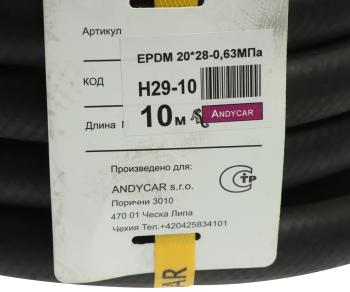 Артикул
EPDM 20*28-0,63МПа
КОД
H29-10
Длина
10м
ANDYCAR
Произведено для:
ANDYCAR s.r.o.
Порични 3010
470 01 Ческа Липа
Чехия Тел.+420425834101
CAR